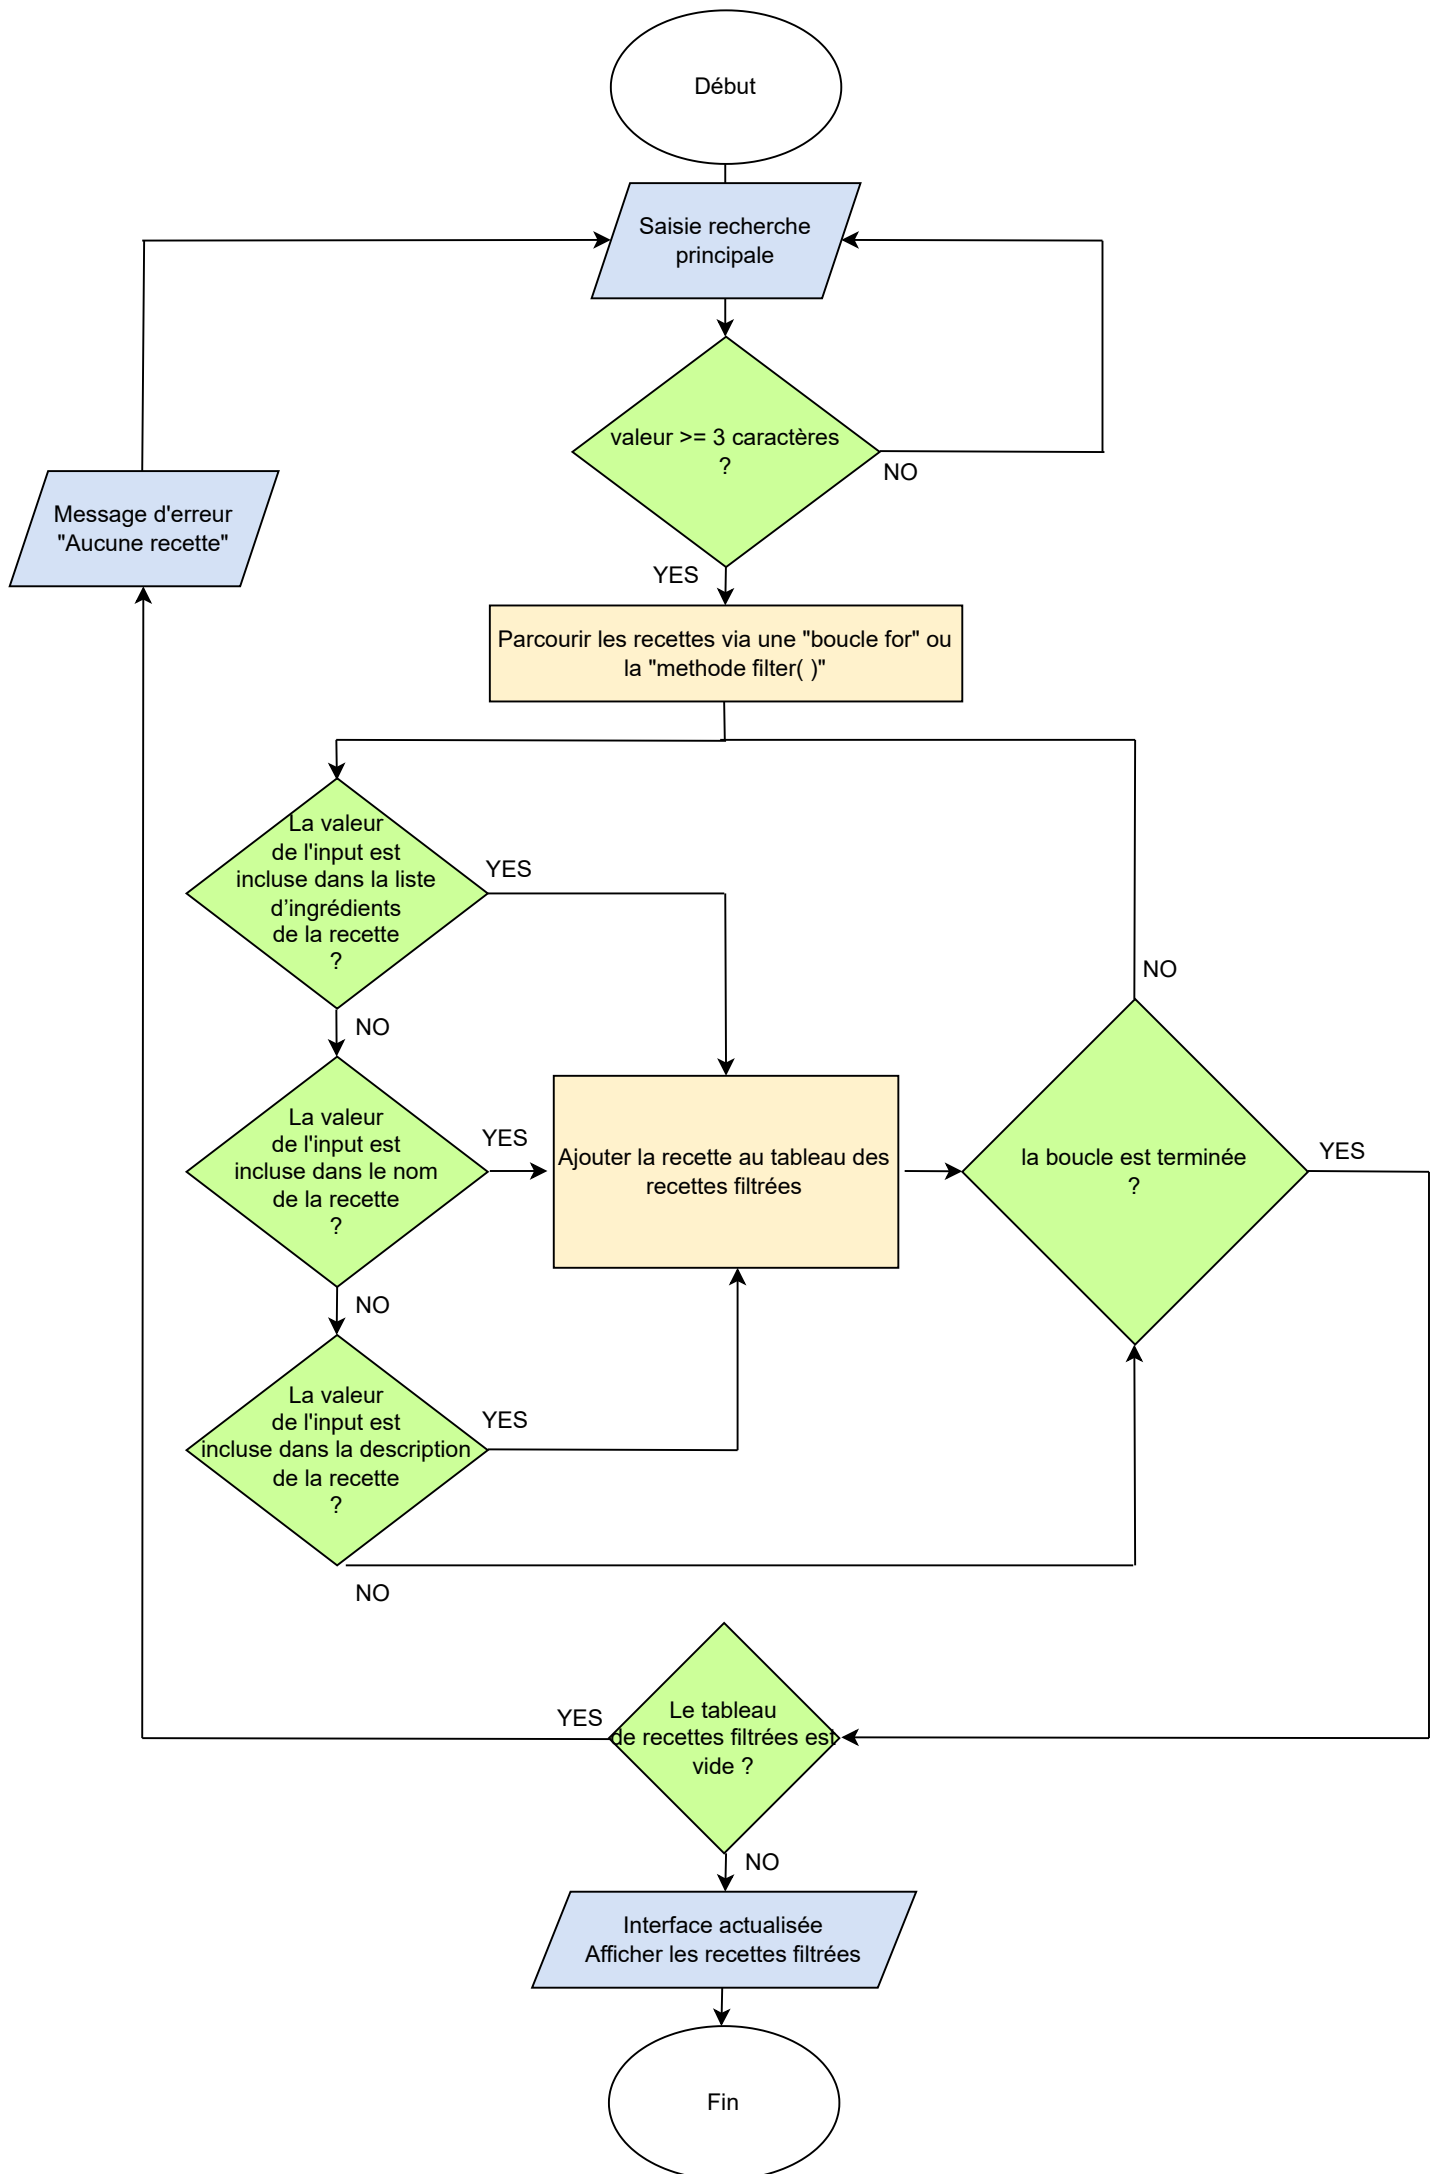 Début
Saisie recherche
principale
valeur >= 3 caractères
?
NO
Message d'erreur
"Aucune recette"
YES
Parcourir les recettes via une "boucle for" ou
la "methode filter( )"
La valeur
de l'input est
incluse dans la liste
d’ingrédients
de la recette
?
YES
NO
NO
La valeur
de l'input est
incluse dans le nom
de la recette
?
YES
Ajouter la recette au tableau des
recettes filtrées
la boucle est terminée
?
YES
NO
La valeur
de l'input est
incluse dans la description
de la recette
?
YES
NO
Le tableau
de recettes filtrées est
vide ?
YES
NO
Interface actualisée
Afficher les recettes filtrées
Fin